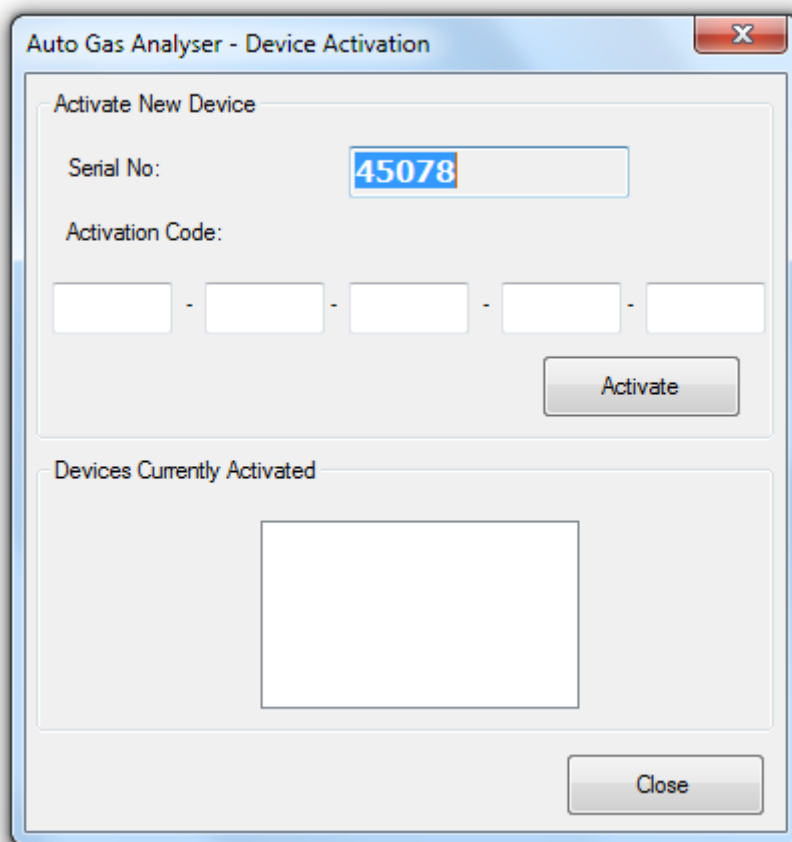 Auto Gas Analyser - Device Activation
Activate New Device
Serial No: 45078
Activation Code:
- - - -
Activate
Devices Currently Activated
Close